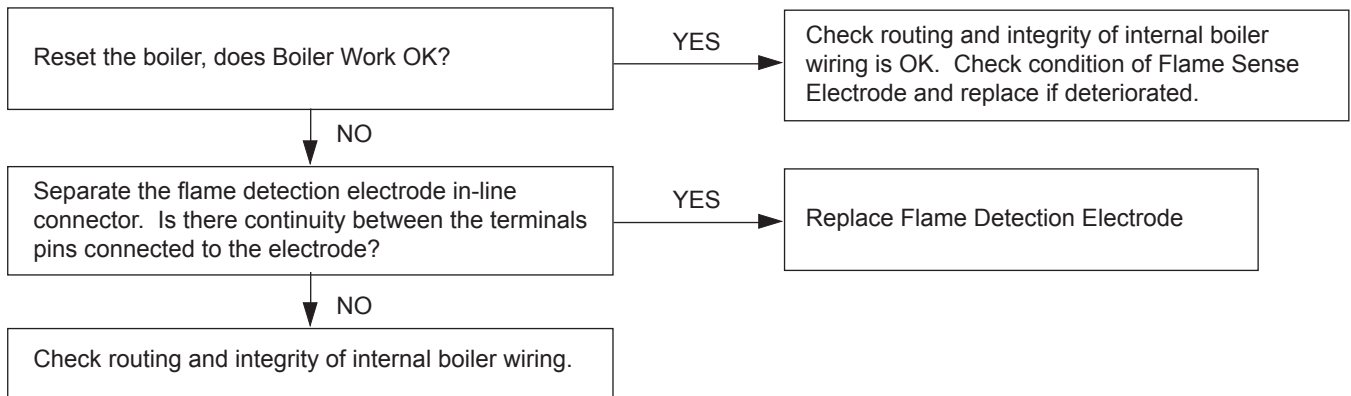 Reset the boiler, does Boiler Work OK?
YES
Check routing and integrity of internal boiler
wiring is OK.  Check condition of Flame Sense
Electrode and replace if deteriorated.
NO
Separate the flame detection electrode in-line
connector.  Is there continuity between the terminals
pins connected to the electrode?
YES
Replace Flame Detection Electrode
NO
Check routing and integrity of internal boiler wiring.